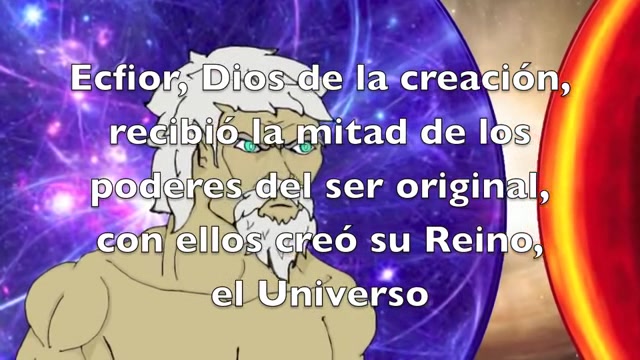 Ecfior, Dios de la creación,
recibió la mitad de los
poderes del ser original,
con ellos creó su Reino,
el Universo